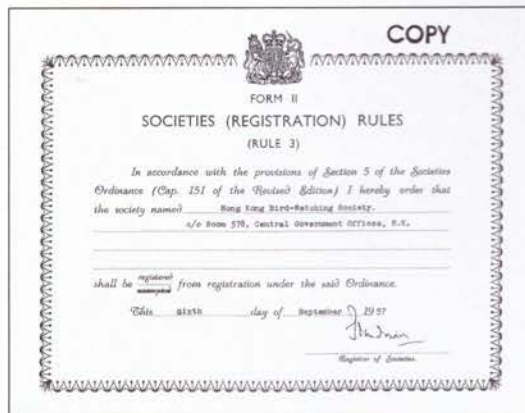 COPY
FORM II
SOCIETIES (REGISTRATION) RULES
(RULE 3)
In accordance with the provisions of Section 5 of the Societies
Ordinance (Cap. 151 of the Revised Edition) I hereby order that
the society named Hong Kong Bird-Watching Society.
c/o Room 578, Central Government Offices, H.K.
registered
shall be from registration under the said Ordinance.
This Sixth day of September 1957
Registrar of Societies.